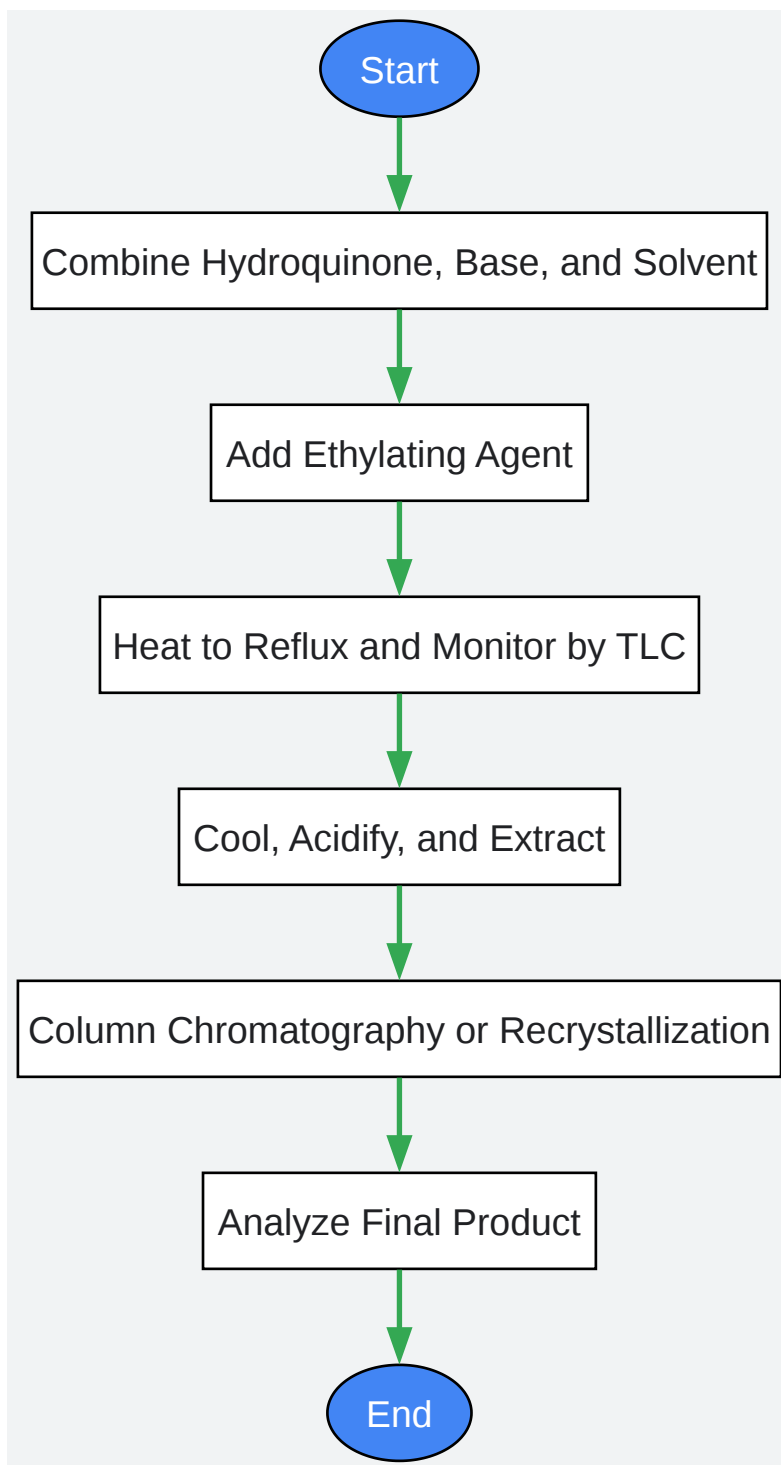 Start
Combine Hydroquinone, Base, and Solvent
Add Ethylating Agent
Heat to Reflux and Monitor by TLC
Cool, Acidify, and Extract
Column Chromatography or Recrystallization
Analyze Final Product
End